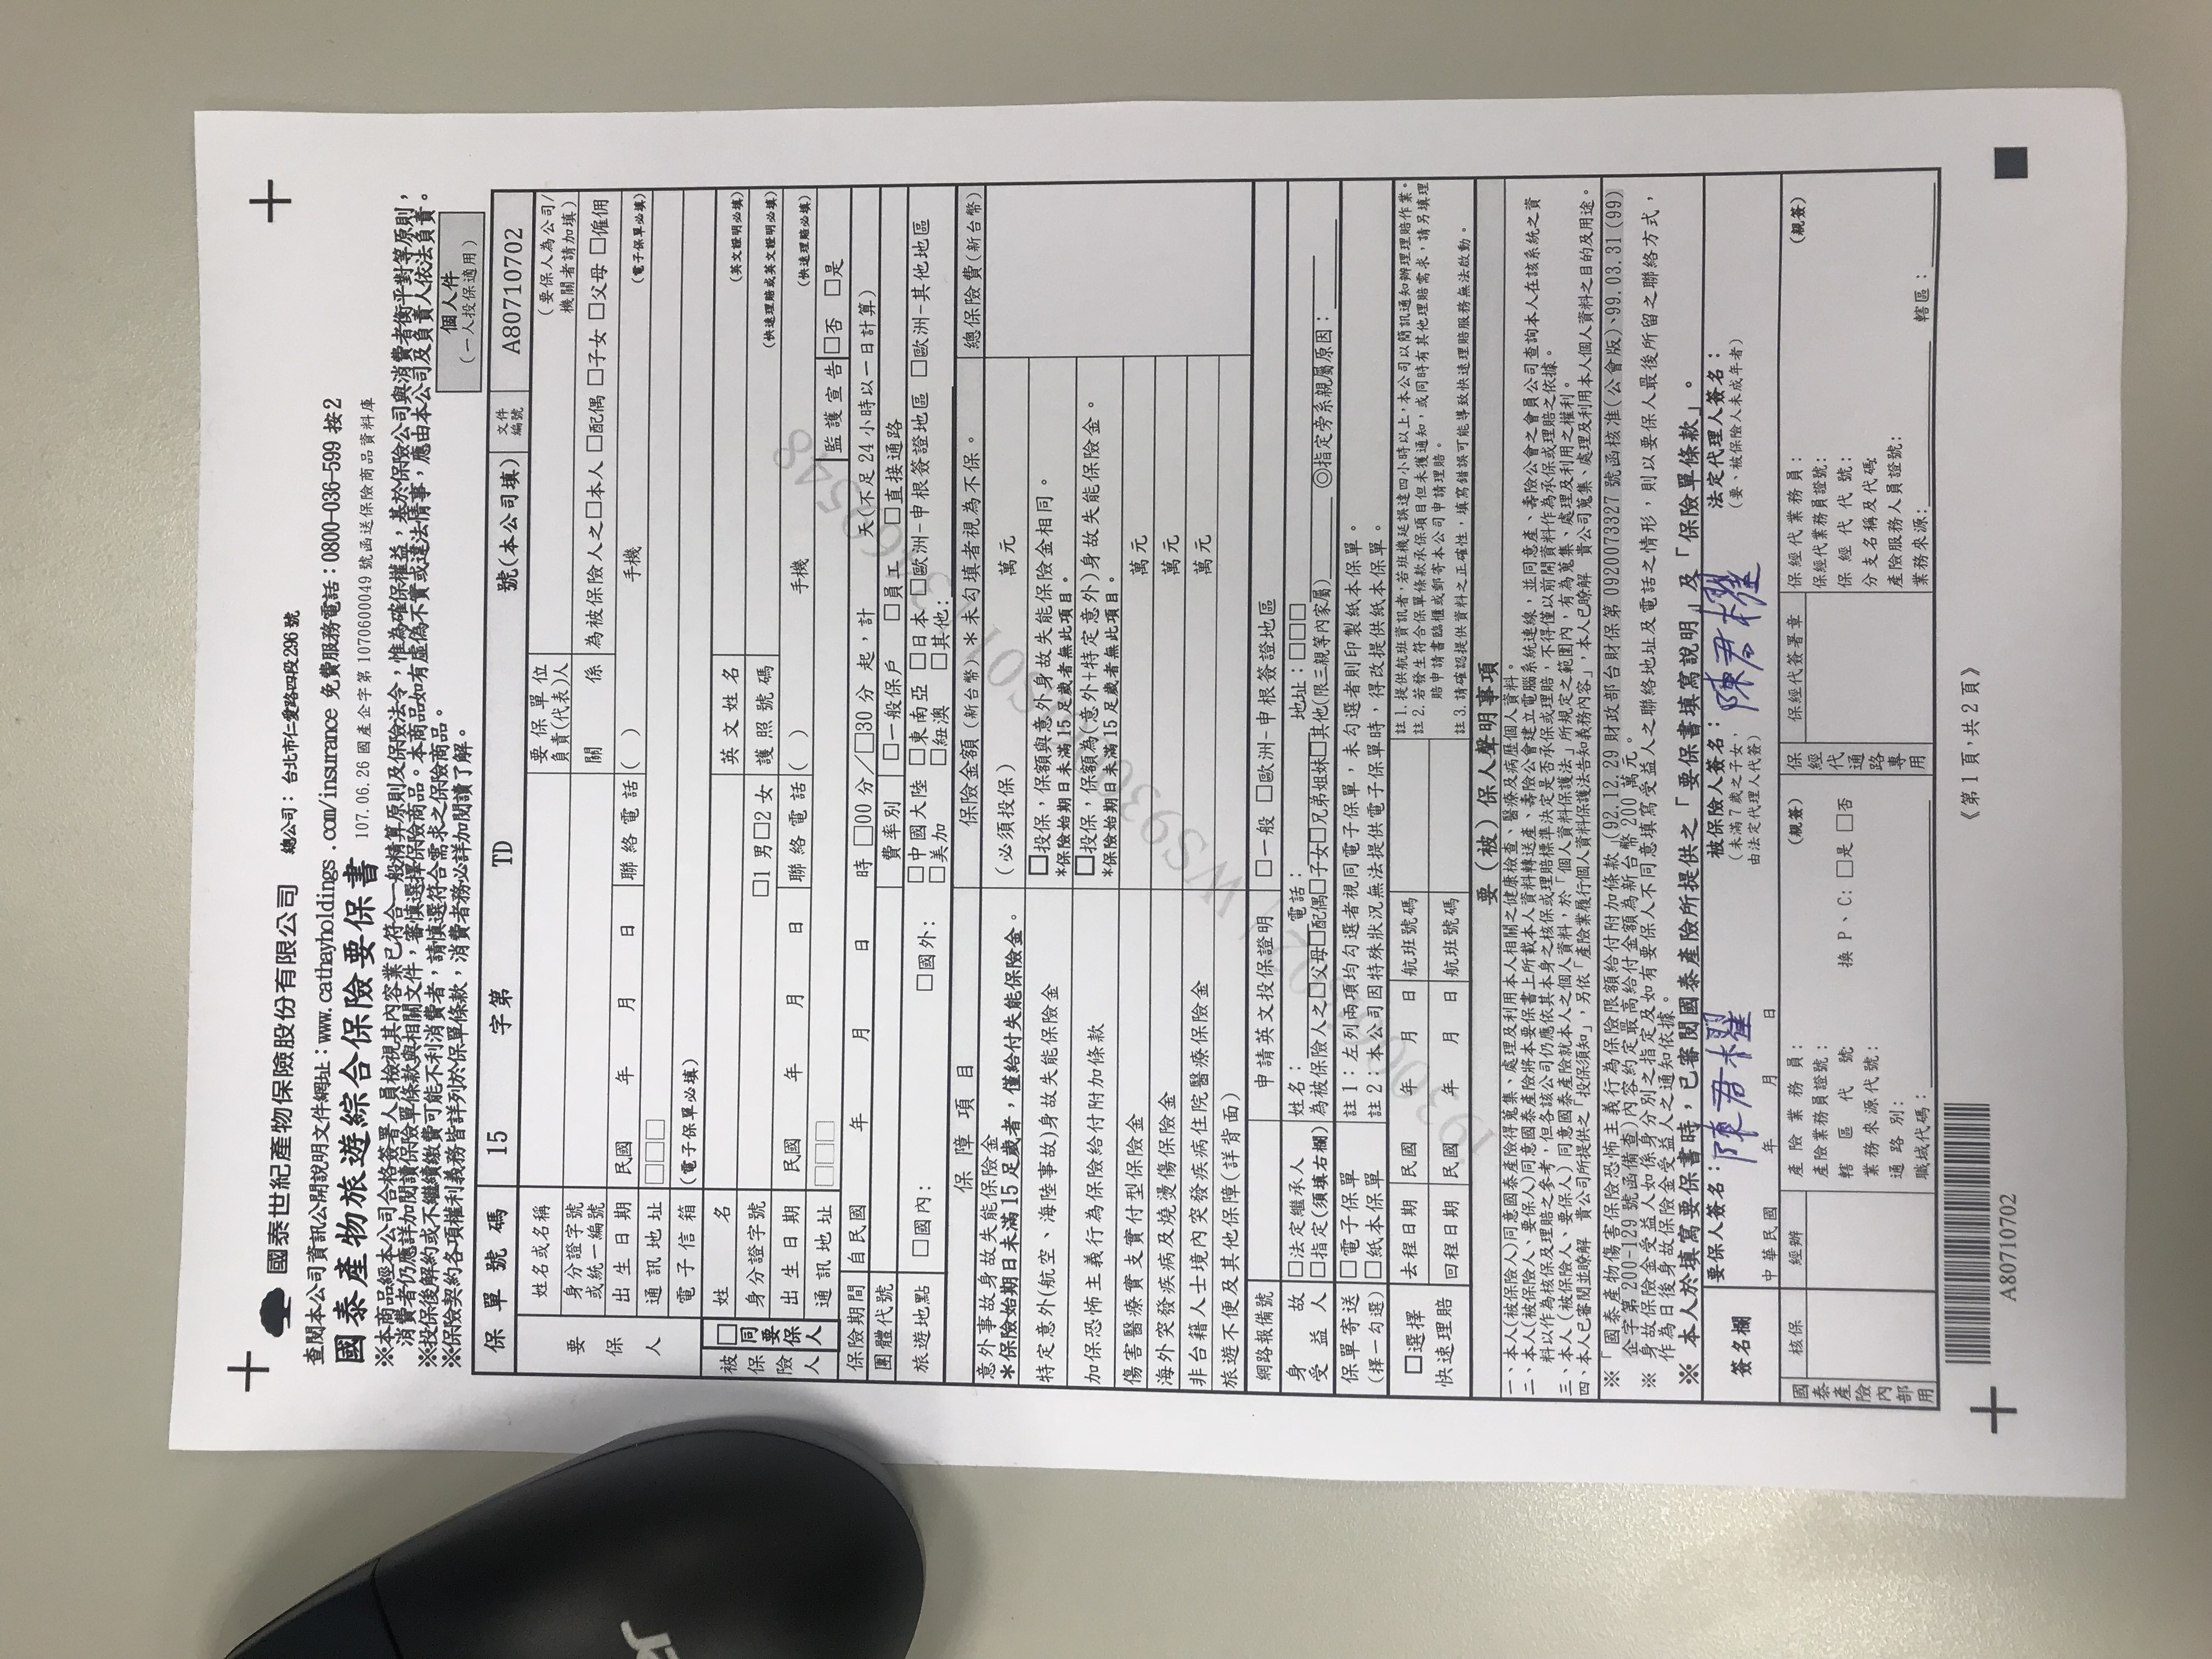 國泰世紀產物保險股份有限公司 總公司：台北市仁愛路四段296號
查閱本公司資訊公開說明文件網址：www.cathayholdings.com/insurance 免費服務電話：0800-036-599 按2
國泰產物旅遊綜合保險要保書 107.06.26 國產企字第 1070600049 號函送保險商品資料庫
※本商品經本公司合格簽署人員檢視其內容業已符合一般精算原則及保險法令，惟為確保權益，基於保險公司與消費者衡平對等原則，
消費者仍應詳加閱讀保險單條款與相關文件，審慎選擇保險商品。本商品如有虛偽不實或違法情事，應由本公司及負責人依法負責。
※投保後解約或不繼續繳費可能不利消費者，請慎選符合需求之保險商品。
※保險契約各項權利義務皆詳列於保單條款，消費者務必詳加閱讀了解。
個人件
（一人投保適用）
保單號碼 15 字第 TD 號(本公司填) 文件編號 A80710702
要保人
姓名或名稱 要保單位負責(代表)人 （要保人為公司/機關者請加填）
身分證字號或統一編號 關係 為被保險人之□本人 □配偶 □子女 □父母 □僱佣
出生日期 民國 年 月 日 聯絡電話 ( ) 手機 (電子保單必填)
通訊地址 □□□
電子信箱 (電子保單必填)
被保險人 □同要保人
姓名 英文姓名 (英文證明必填)
身分證字號 □1 男□2 女 護照號碼 (快速理賠或英文證明必填)
出生日期 民國 年 月 日 聯絡電話 ( ) 手機 (快速理賠必填)
通訊地址 □□□ 監護宣告 □否 □是
保險期間 自民國 年 月 日 時 □00 分／□30 分 起，計 天(不足 24 小時以一日計算)
團體代號 費率別 □一般保戶 □員工 □直接通路
旅遊地點 □國內: □國外: □中國大陸 □東南亞 □日本 □歐洲-申根簽證地區 □歐洲-其他地區
□美加 □紐澳 □其他:
保障項目 保險金額（新台幣）＊未勾填者視為不保。 總保險費(新台幣)
意外事故身故失能保險金 （必須投保） 萬元
＊保險始期日未滿 15 足歲者，僅給付失能保險金。
特定意外(航空、海陸事故)身故失能保險金 □投保，保額與意外身故失能保險金相同。
*保險始期日未滿 15 足歲者無此項目。
加保恐怖主義行為保險給付附加條款 □投保，保額為(意外+特定意外)身故失能保險金。
*保險始期日未滿 15 足歲者無此項目。
傷害醫療實支實付型保險金 萬元
海外突發疾病及燒燙傷保險金 萬元
非台籍人士境內突發疾病住院醫療保險金 萬元
旅遊不便及其他保障(詳背面)
網路報備號 申請英文投保證明 □一般 □歐洲-申根簽證地區
身故受益人 □法定繼承人 姓名： 電話： 地址：□□□
□指定(須填右欄) 為被保險人之□父母□配偶□子女□兄弟姐妹□其他(限三親等內家屬) ◎指定旁系親屬原因：
保單寄送 □電子保單 註 1：左列兩項均勾選者視同電子保單，未勾選者則印製紙本保單。
(擇一勾選) □紙本保單 註 2：本公司因特殊狀況無法提供電子保單時，得改提供紙本保單。
□選擇快速理賠
去程日期 民國 年 月 日 航班號碼
回程日期 民國 年 月 日 航班號碼
註 1.提供航班資訊者，若班機延誤達四小時以上，本公司以簡訊通知辦理理賠作業。
註 2.若發生符合保單條款承保項目但未獲通知，或同時有其他理賠需求，請另填理
賠申請書臨櫃或郵寄本公司申請理賠。
註 3.請確認提供資料之正確性，填寫錯誤可能導致快速理賠服務無法啟動。
要（被）保人聲明事項
一、本人(被保險人)同意國泰產險得蒐集、處理及利用本人相關之健康檢查、醫療及病歷個人資料。
二、本人(被保險人、要保人)同意國泰產險將本要保書上所載本人資料轉送產、壽險公會建立電腦系統連線，並同意產、壽險公會之會員公司查詢本人在該系統之資
料以作為核保及理賠之參考，但各該公司仍應依其本身之核保或理賠標準決定是否承保或理賠，不得僅以前開資料作為承保或理賠之依據。
三、本人（被保險人、要保人）同意國泰產險就本人之個人資料，於「個人資料保護法」所規定之範圍內，有為蒐集、處理及利用之權利。
四、本人已審閱並瞭解 貴公司所提供之「投保須知」，另依「產險業履行個人資料保護法告知義務內容」，本人已瞭解 貴公司蒐集、處理及利用本人個人資料之目的及用途。
※「國泰產物傷害保險恐怖主義行為保險限額給付附加條款」(92.12.29 財政部台財保第 0920073327 號函核准(公會版)、99.03.31 (99)
企字第 200-129 號函備查)內容約定最高給付金額為新台幣 200 萬元。
※ 身故保險金受益人如係身分別之指定及如有要保人不同意填寫受益人之聯絡地址及電話之情形，則以要保人最後所留之聯絡方式，
作為日後身故保險金受益人之通知依據。
※ 本人於填寫要保書時，已審閱國泰產險所提供之「要保書填寫說明」及「保險單條款」。
簽名欄
要保人簽名： 陳君櫂 被保險人簽名： 陳君櫂 法定代理人簽名：
（未滿 7 歲之子女，由法定代理人代簽） （要、被保險人未成年者）
中華民國 年 月 日
國泰產險內部用 核保 經辦
產險業務員： (親簽)
產險業務員證號：
轄區代號 換 P、C: □是 □否
業務來源代號：
通路別：
職域代碼：
保經代通路專用 保經代簽署章
保經代業務員： (親簽)
保經代業務員證號：
保經代代號：
分支名稱及代碼：
產險服務人員證號：
業務來源: 轄區：
A80710702
《第 1 頁，共 2 頁》